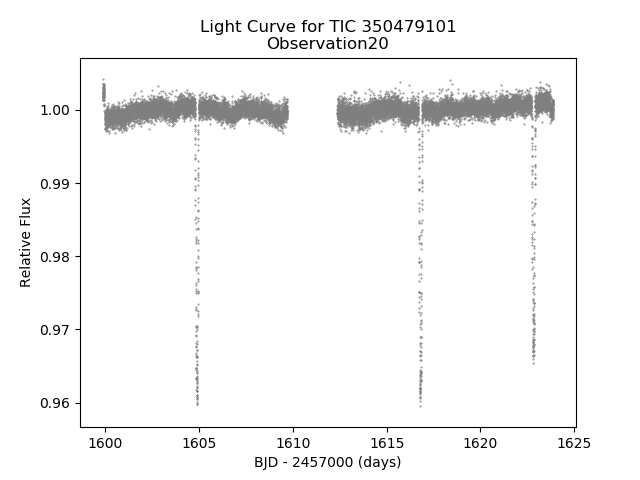 Light Curve for TIC 350479101
Observation20
1.00
0.99
0.98
0.97
0.96
Relative Flux
1600
1605
1610
1615
1620
1625
BJD - 2457000 (days)